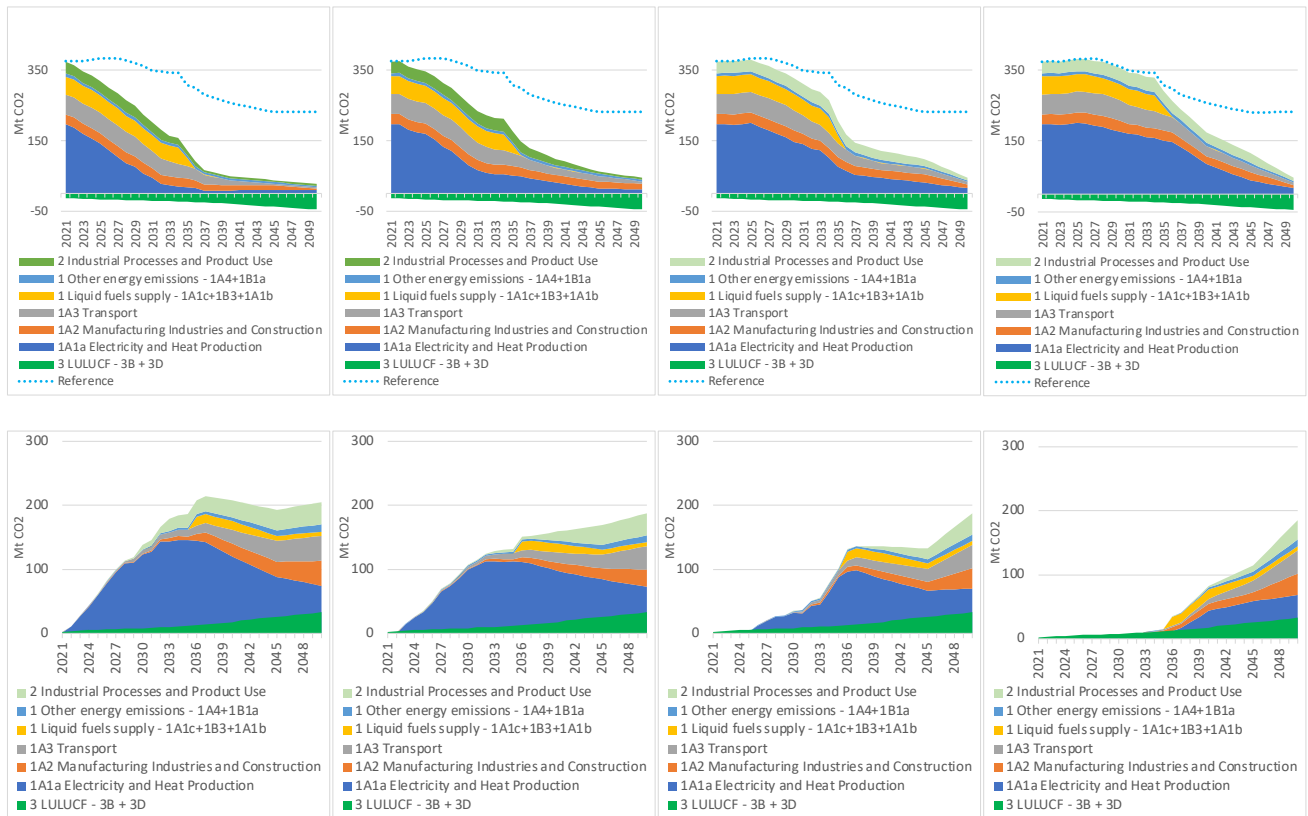 350
150
-50
Mt CO2
2021 2023 2025 2027 2029 2031 2033 2035 2037 2039 2041 2043 2045 2047 2049
2 Industrial Processes and Product Use
1 Other energy emissions - 1A4+1B1a
1 Liquid fuels supply - 1A1c+1B3+1A1b
1A3 Transport
1A2 Manufacturing Industries and Construction
1A1a Electricity and Heat Production
3 LULUCF - 3B + 3D
Reference
350
150
-50
Mt CO2
2021 2023 2025 2027 2029 2031 2033 2035 2037 2039 2041 2043 2045 2047 2049
2 Industrial Processes and Product Use
1 Other energy emissions - 1A4+1B1a
1 Liquid fuels supply - 1A1c+1B3+1A1b
1A3 Transport
1A2 Manufacturing Industries and Construction
1A1a Electricity and Heat Production
3 LULUCF - 3B + 3D
Reference
350
150
-50
Mt CO2
2021 2023 2025 2027 2029 2031 2033 2035 2037 2039 2041 2043 2045 2047 2049
2 Industrial Processes and Product Use
1 Other energy emissions - 1A4+1B1a
1 Liquid fuels supply - 1A1c+1B3+1A1b
1A3 Transport
1A2 Manufacturing Industries and Construction
1A1a Electricity and Heat Production
3 LULUCF - 3B + 3D
Reference
350
150
-50
Mt CO2
2021 2023 2025 2027 2029 2031 2033 2035 2037 2039 2041 2043 2045 2047 2049
2 Industrial Processes and Product Use
1 Other energy emissions - 1A4+1B1a
1 Liquid fuels supply - 1A1c+1B3+1A1b
1A3 Transport
1A2 Manufacturing Industries and Construction
1A1a Electricity and Heat Production
3 LULUCF - 3B + 3D
Reference
300
200
100
0
Mt CO2
2021 2024 2027 2030 2033 2036 2039 2042 2045 2048
2 Industrial Processes and Product Use
1 Other energy emissions - 1A4+1B1a
1 Liquid fuels supply - 1A1c+1B3+1A1b
1A3 Transport
1A2 Manufacturing Industries and Construction
1A1a Electricity and Heat Production
3 LULUCF - 3B + 3D
300
200
100
0
Mt CO2
2021 2024 2027 2030 2033 2036 2039 2042 2045 2048
2 Industrial Processes and Product Use
1 Other energy emissions - 1A4+1B1a
1 Liquid fuels supply - 1A1c+1B3+1A1b
1A3 Transport
1A2 Manufacturing Industries and Construction
1A1a Electricity and Heat Production
3 LULUCF - 3B + 3D
300
200
100
0
Mt CO2
2021 2024 2027 2030 2033 2036 2039 2042 2045 2048
2 Industrial Processes and Product Use
1 Other energy emissions - 1A4+1B1a
1 Liquid fuels supply - 1A1c+1B3+1A1b
1A3 Transport
1A2 Manufacturing Industries and Construction
1A1a Electricity and Heat Production
3 LULUCF - 3B + 3D
300
200
100
0
Mt CO2
2021 2024 2027 2030 2033 2036 2039 2042 2045 2048
2 Industrial Processes and Product Use
1 Other energy emissions - 1A4+1B1a
1 Liquid fuels supply - 1A1c+1B3+1A1b
1A3 Transport
1A2 Manufacturing Industries and Construction
1A1a Electricity and Heat Production
3 LULUCF - 3B + 3D